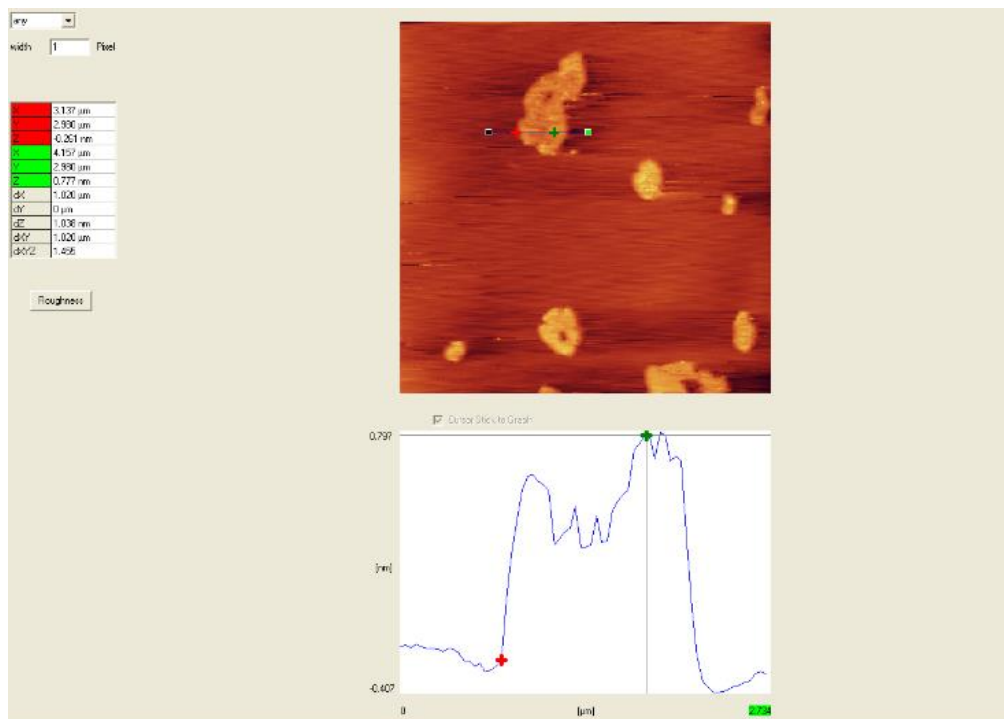 any
width 1 Pixel
X 3.137 µm
Y 2.980 µm
Z -0.261 nm
X 4.157 µm
Y 2.980 µm
Z 0.777 nm
dX 1.020 µm
dY 0 µm
dZ 1.038 nm
dXY 1.020 µm
dXYZ 1.455
Roughness
Cursor Stick to Graph
0.797
[nm]
-0.407
0 [µm] 2.734